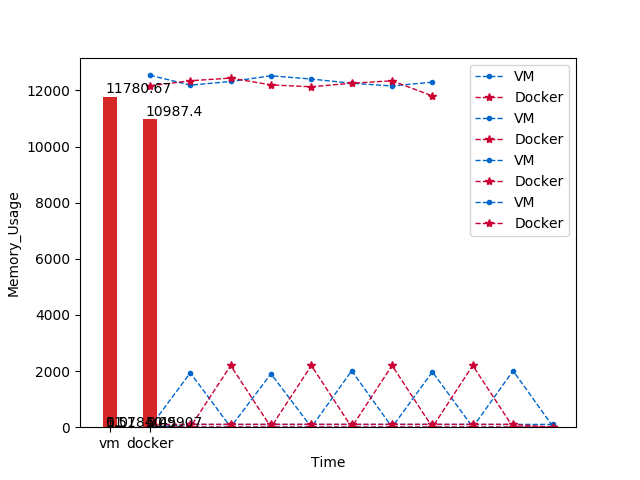 VM
Docker
VM
Docker
VM
Docker
VM
Docker
11780.67
10987.4
12000
10000
8000
6000
4000
2000
0
Memory_Usage
vm
docker
Time